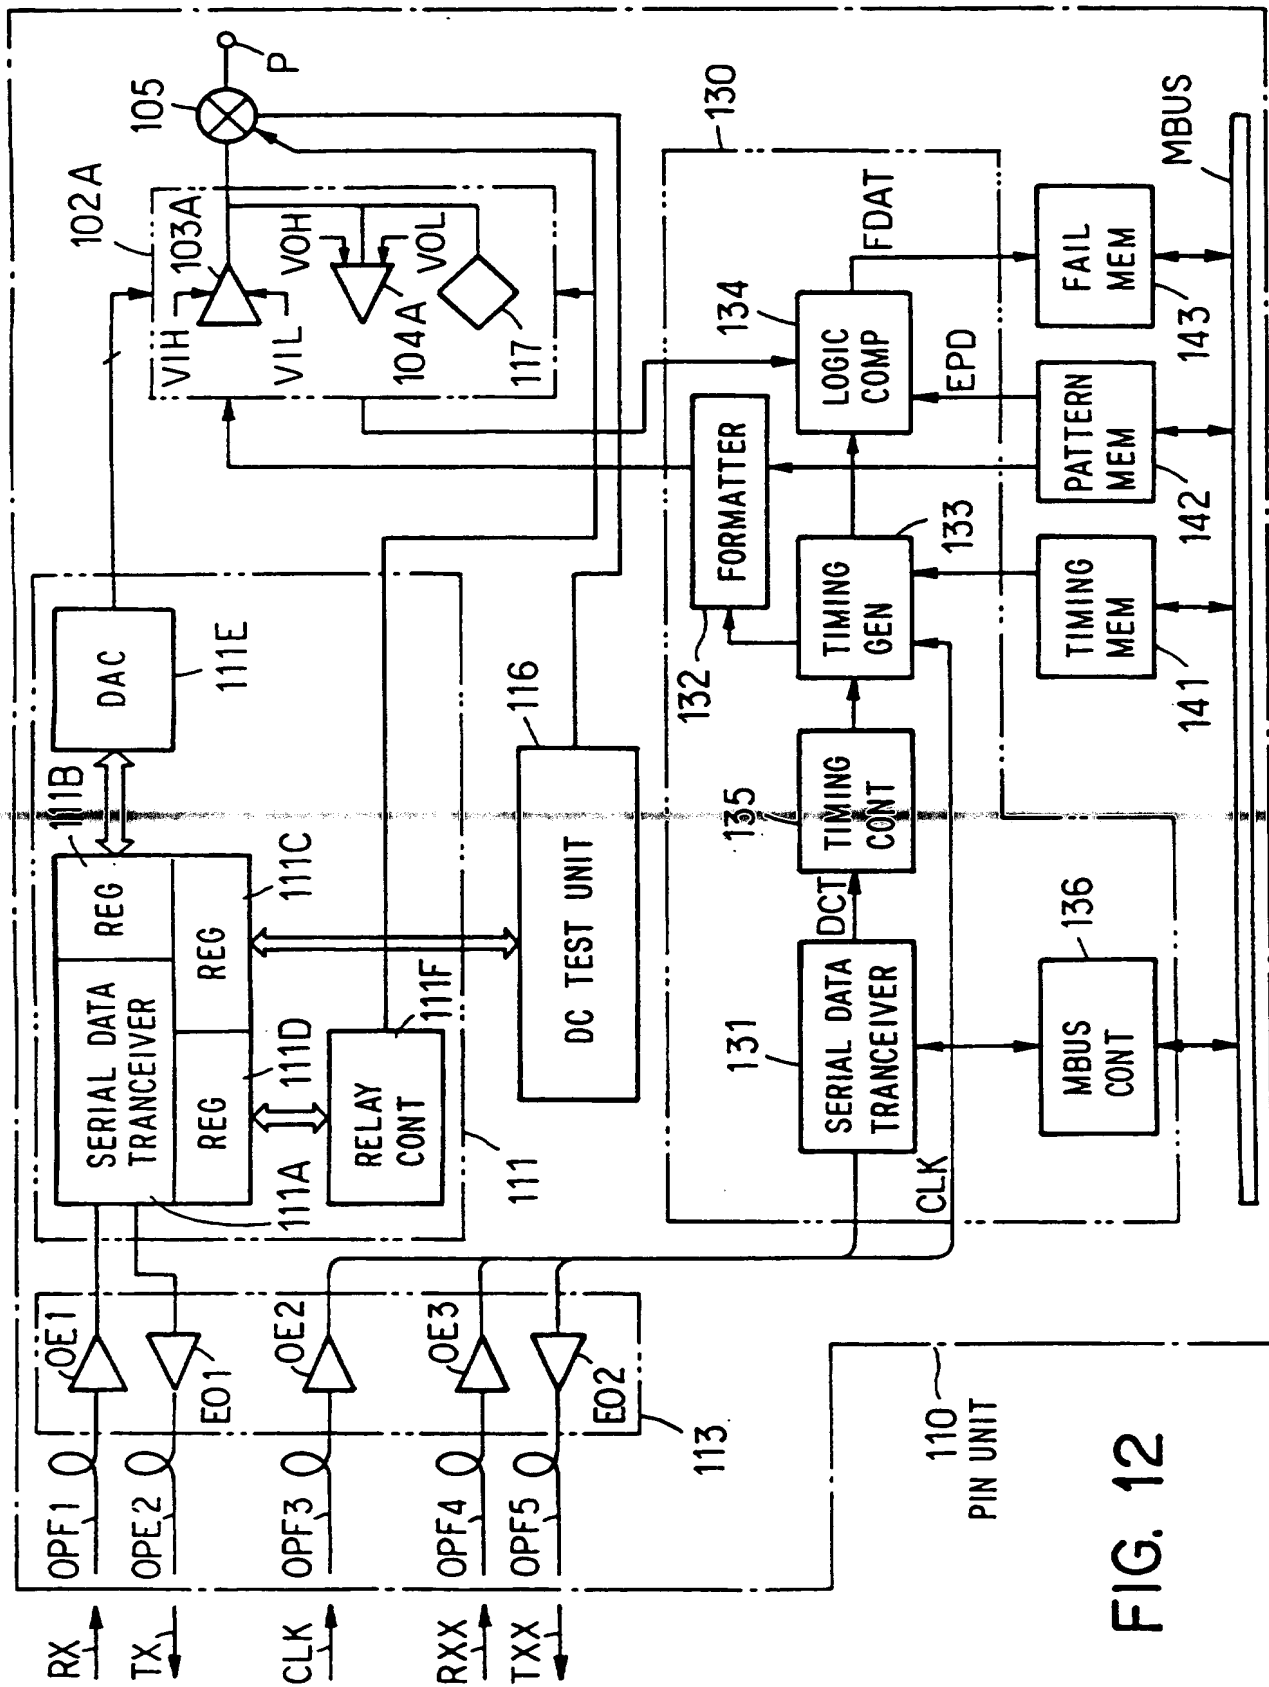 RX
OPF1
OE1
TX
OPE2
EO1
CLK
OPF3
OE2
RXX
OPF4
OE3
TXX
OPF5
EO2
113
SERIAL DATA
TRANCEIVER
111A
REG
111B
REG
111C
REG
111D
DAC
111E
RELAY
CONT
111F
111
DC TEST UNIT
116
102A
103A
VIH
VIL
VOH
VOL
104A
117
105
P
130
SERIAL DATA
TRANCEIVER
131
DCT
CLK
TIMING
CONT
135
TIMING
GEN
133
FORMATTER
132
LOGIC
COMP
134
FDAT
EPD
MBUS
CONT
136
TIMING
MEM
141
PATTERN
MEM
142
FAIL
MEM
143
MBUS
110
PIN UNIT
FIG. 12